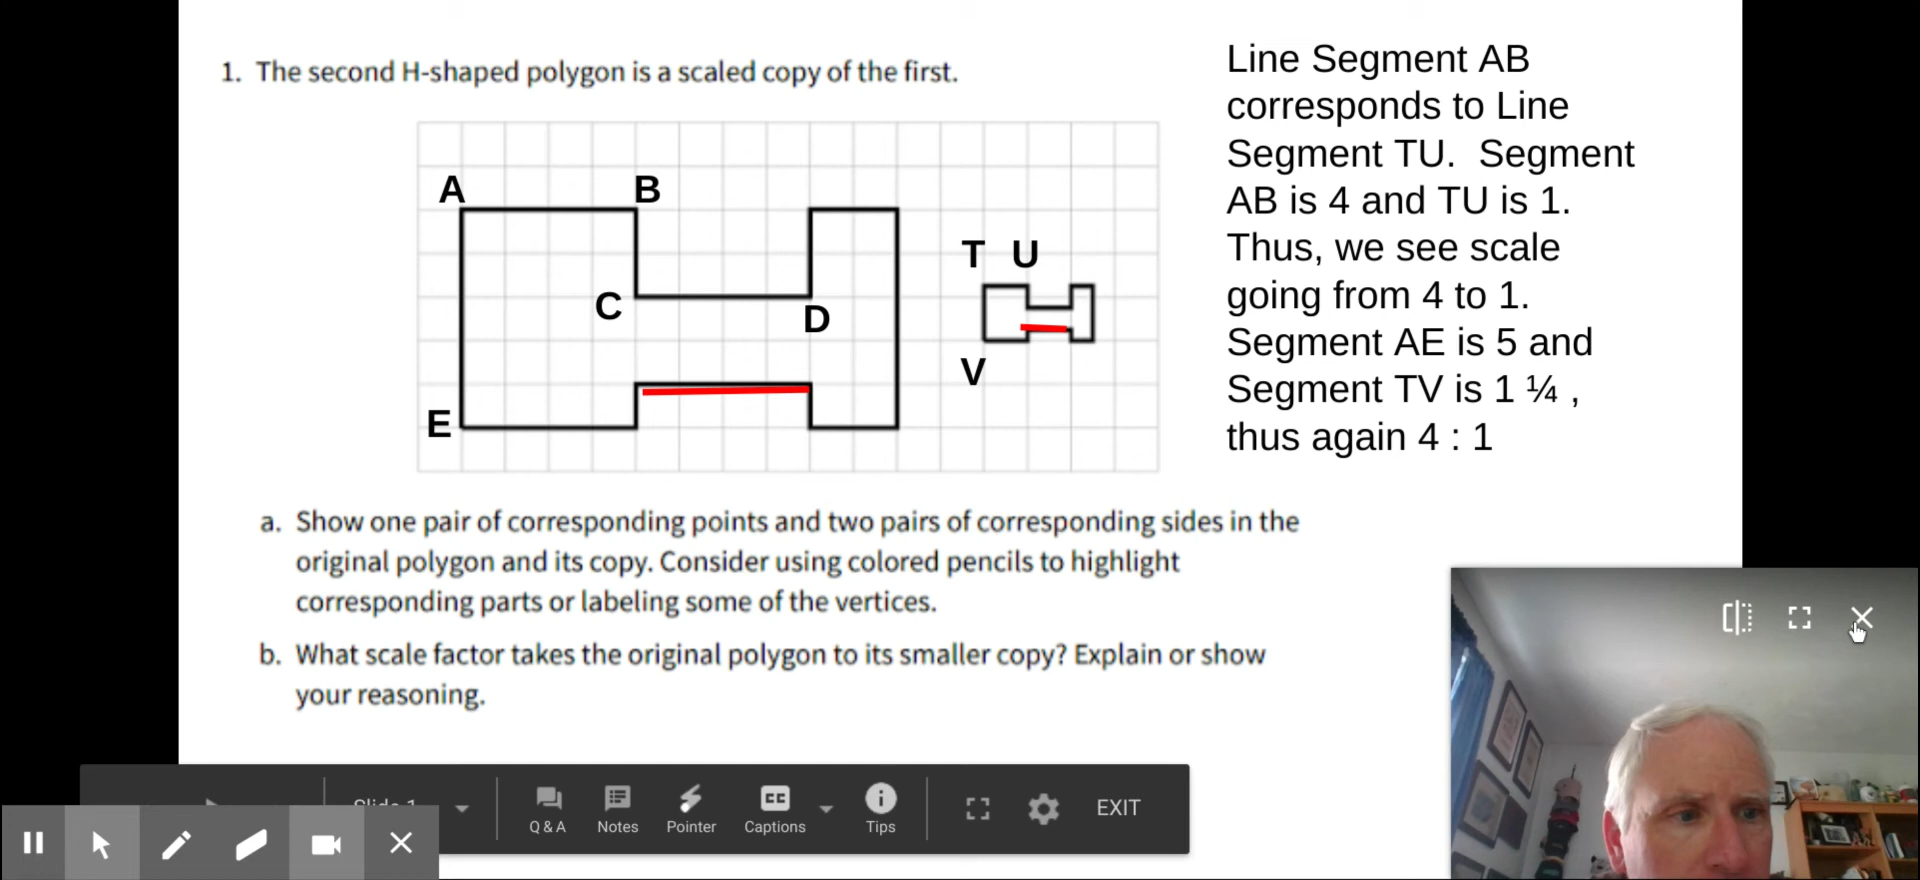 1. The second H-shaped polygon is a scaled copy of the first.
A
B
C
D
E
T U
V
Line Segment AB
corresponds to Line
Segment TU. Segment
AB is 4 and TU is 1.
Thus, we see scale
going from 4 to 1.
Segment AE is 5 and
Segment TV is 1 ¼ ,
thus again 4 : 1
a. Show one pair of corresponding points and two pairs of corresponding sides in the
original polygon and its copy. Consider using colored pencils to highlight
corresponding parts or labeling some of the vertices.
b. What scale factor takes the original polygon to its smaller copy? Explain or show
your reasoning.
Q & A
Notes
Pointer
CC
Captions
Tips
EXIT